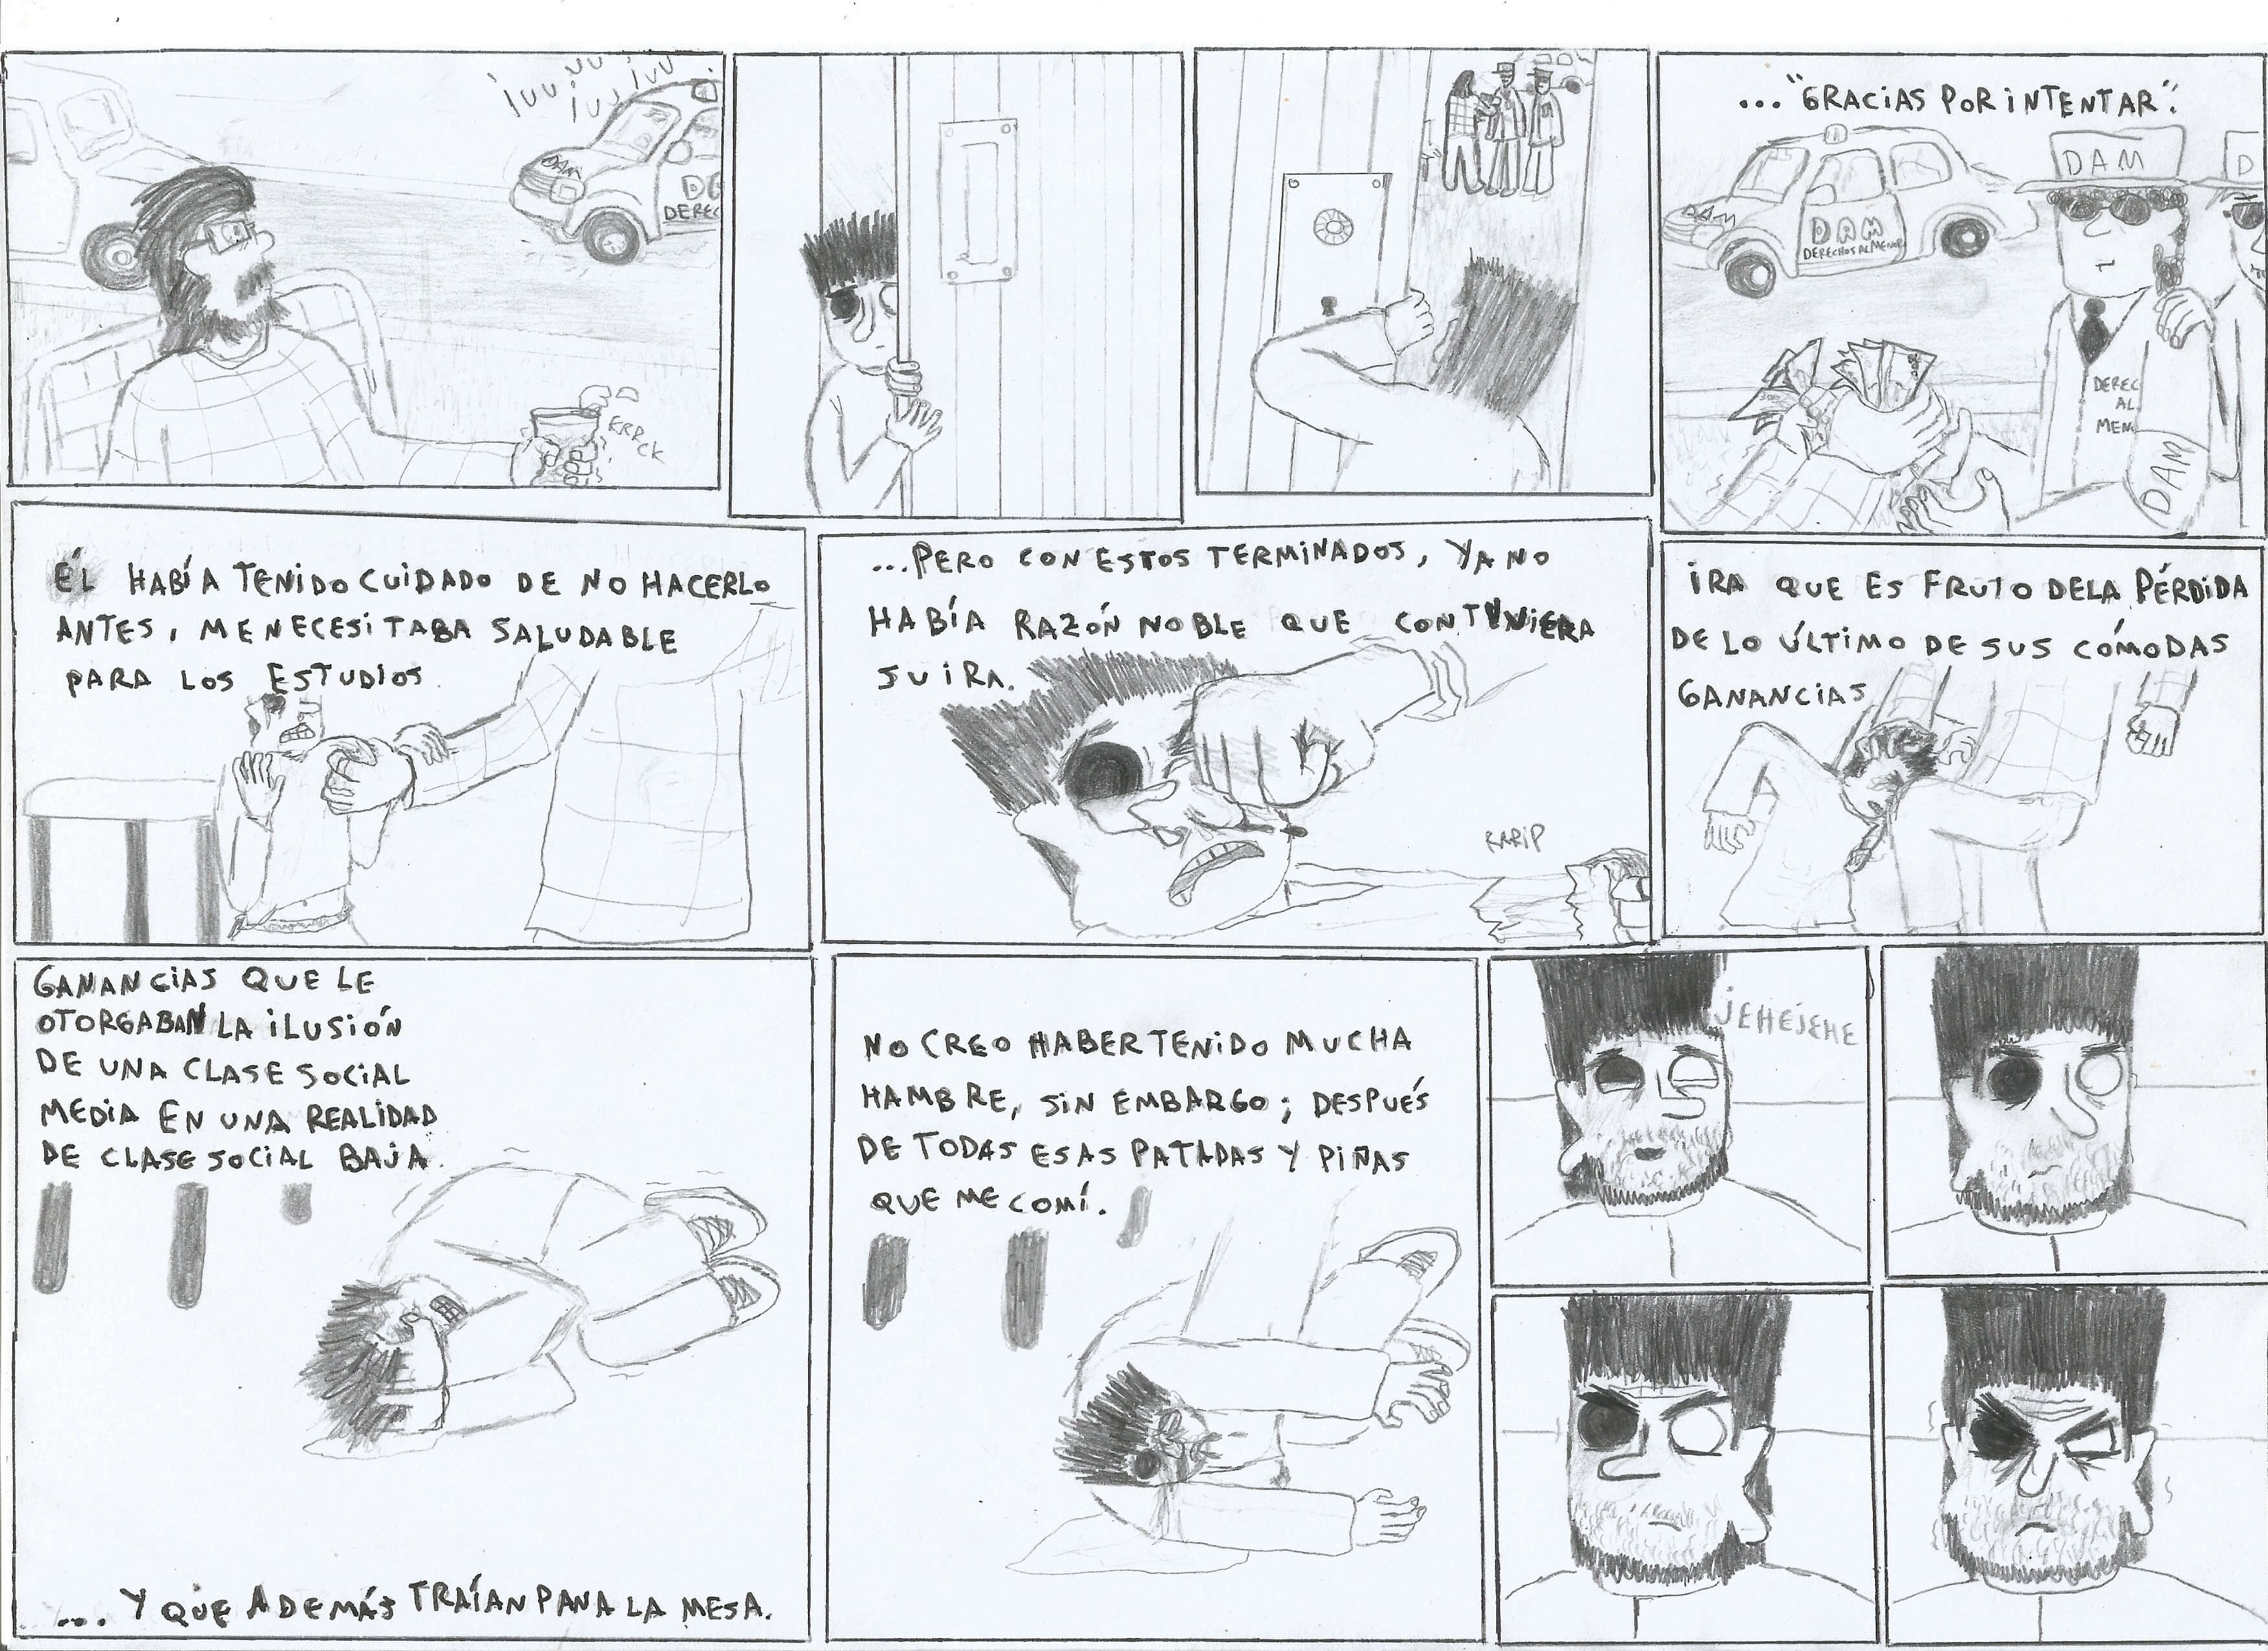 iuu iuu
iuu iuu
DAM
DEREC
ERRCK
..."GRACIAS POR iNTENTAR".
DAM
D
DAM
DAM
DERECHOS AL MENOR
DEREC
AL
MEN
DAM
ÉL HABÍA TENiDO CUiDADO DE NO HACERLO
ANTES, ME NECESiTABA SALUDABLE
PARA LOS ESTUDiOS.
...PERO CON ESTOS TERMiNADOS, YA NO
HABÍA RAZÓN NOBLE QUE CONTUViERA
SU iRA.
RARiP
iRA QUE ES FRUTO DE LA PÉRDiDA
DE LO ÚLTiMO DE SUS CÓMODAS
GANANCiAS
GANANCiAS QUE LE
OTORGABAN LA iLUSiÓN
DE UNA CLASE SOCiAL
MEDiA EN UNA REALiDAD
DE CLASE SOCiAL BAJA.
... Y QUE ADEMÁS TRAÍAN PANA LA MESA.
NO CREO HABER TENiDO MUCHA
HAMBRE, SiN EMBARGO; DESPUÉS
DE TODAS ESAS PATADAS Y PiÑAS
QUE ME COMÍ.
JEHEJEHE